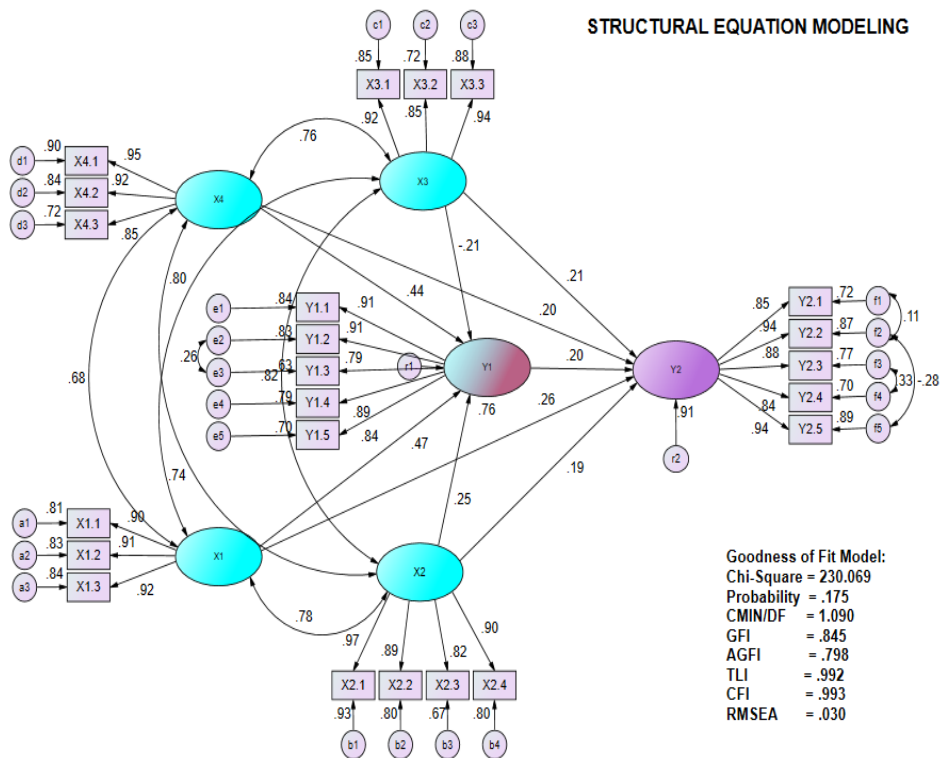 STRUCTURAL EQUATION MODELING
c1 c2 c3
.85 .72 .88
X3.1 X3.2 X3.3
.92 .85 .94
.76
X3
d1 .90 X4.1 .95
d2 .84 X4.2 .92
d3 .72 X4.3 .85
X4
.80
-.21
.44
.21
.20
.20
.26
.19
e1 .84 Y1.1 .91
e2 .83 Y1.2 .91
e3 .63 Y1.3 .79
e4 .79 Y1.4 .89
e5 .70 Y1.5 .84
.26
.82
r1
Y1
.76
Y2
.91
r2
.85 Y2.1 .72 f1
.94 Y2.2 .87 f2
.88 Y2.3 .77 f3
.84 Y2.4 .70 f4
.94 Y2.5 .89 f5
.11
.33
-.28
.68
.74
.47
.25
a1 .81 X1.1 .90
a2 .83 X1.2 .91
a3 .84 X1.3 .92
X1
X2
.78
.97 .89 .82 .90
X2.1 X2.2 X2.3 X2.4
.93 .80 .67 .80
b1 b2 b3 b4
Goodness of Fit Model:
Chi-Square = 230.069
Probability = .175
CMIN/DF = 1.090
GFI = .845
AGFI = .798
TLI = .992
CFI = .993
RMSEA = .030